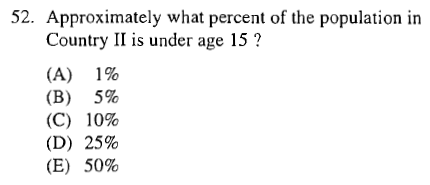 52. Approximately what percent of the population in
Country II is under age 15 ?
(A) 1%
(B) 5%
(C) 10%
(D) 25%
(E) 50%